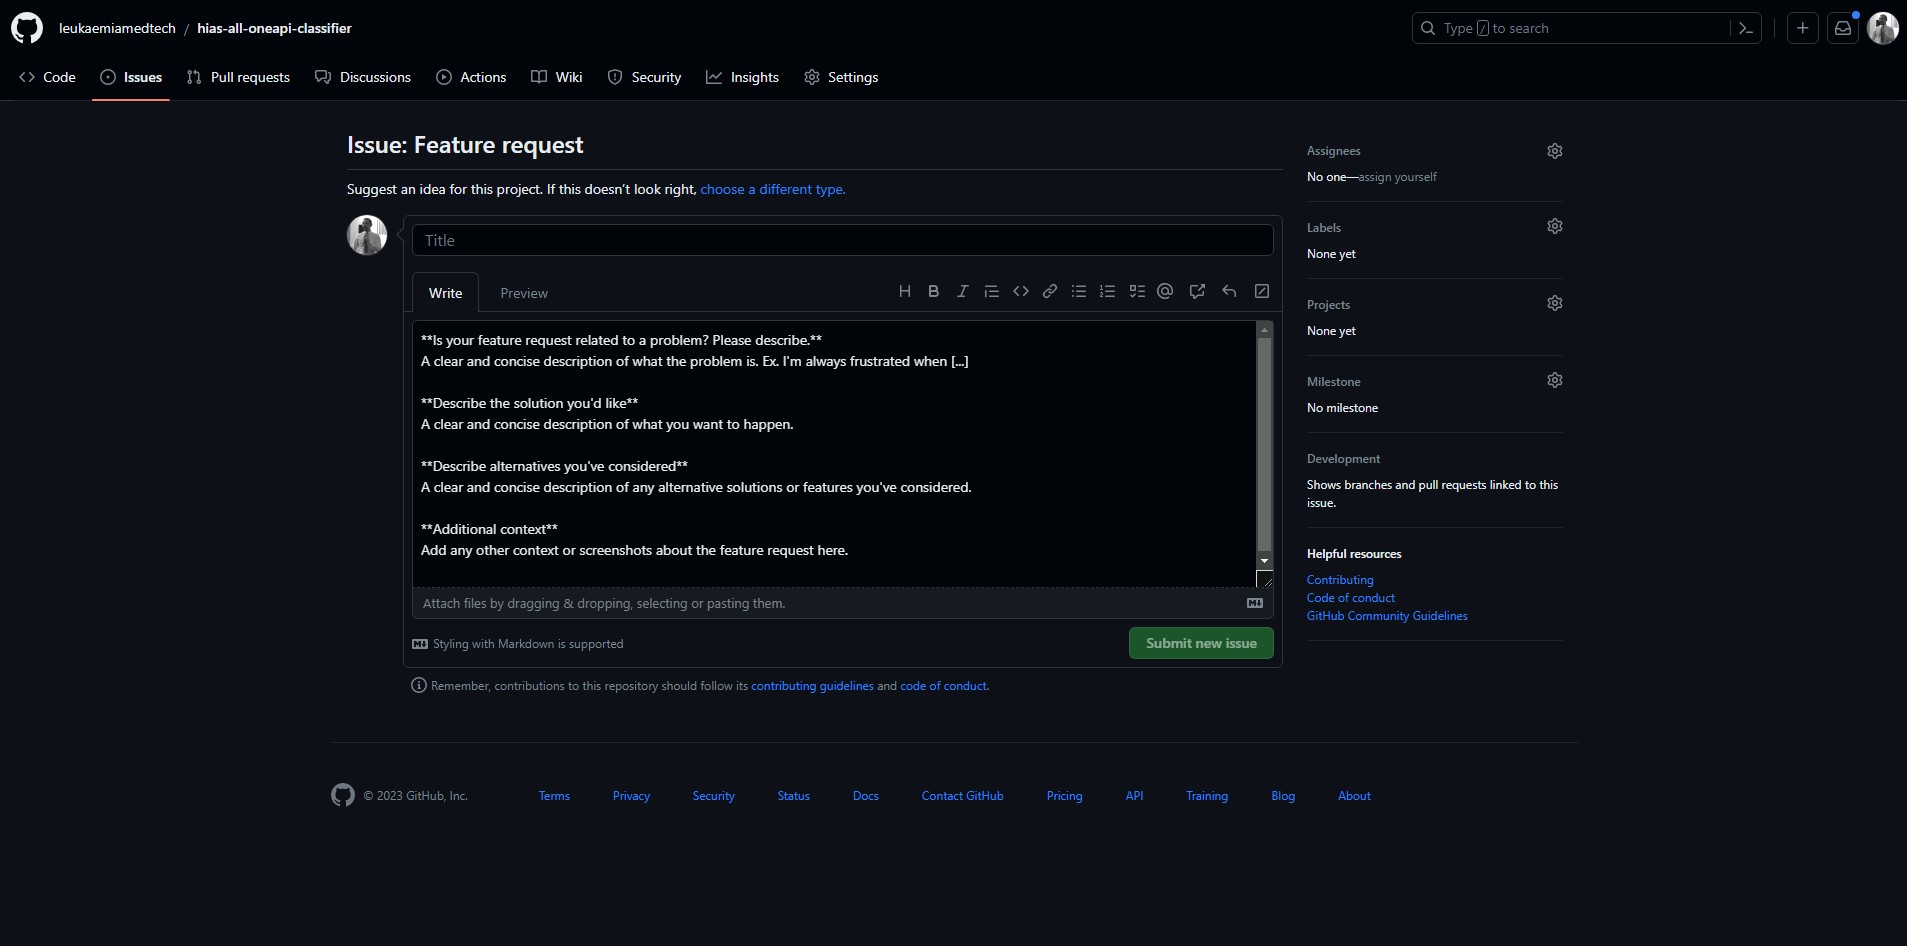 leukaemiamedtech / hias-all-oneapi-classifier
Type / to search
Code Issues Pull requests Discussions Actions Wiki Security Insights Settings
Issue: Feature request
Suggest an idea for this project. If this doesn’t look right, choose a different type.
Title
Write Preview
**Is your feature request related to a problem? Please describe.**
A clear and concise description of what the problem is. Ex. I'm always frustrated when [...]
**Describe the solution you'd like**
A clear and concise description of what you want to happen.
**Describe alternatives you've considered**
A clear and concise description of any alternative solutions or features you've considered.
**Additional context**
Add any other context or screenshots about the feature request here.
Attach files by dragging & dropping, selecting or pasting them.
Styling with Markdown is supported
Submit new issue
Remember, contributions to this repository should follow its contributing guidelines and code of conduct.
Assignees
No one—assign yourself
Labels
None yet
Projects
None yet
Milestone
No milestone
Development
Shows branches and pull requests linked to this
issue.
Helpful resources
Contributing
Code of conduct
GitHub Community Guidelines
© 2023 GitHub, Inc. Terms Privacy Security Status Docs Contact GitHub Pricing API Training Blog About